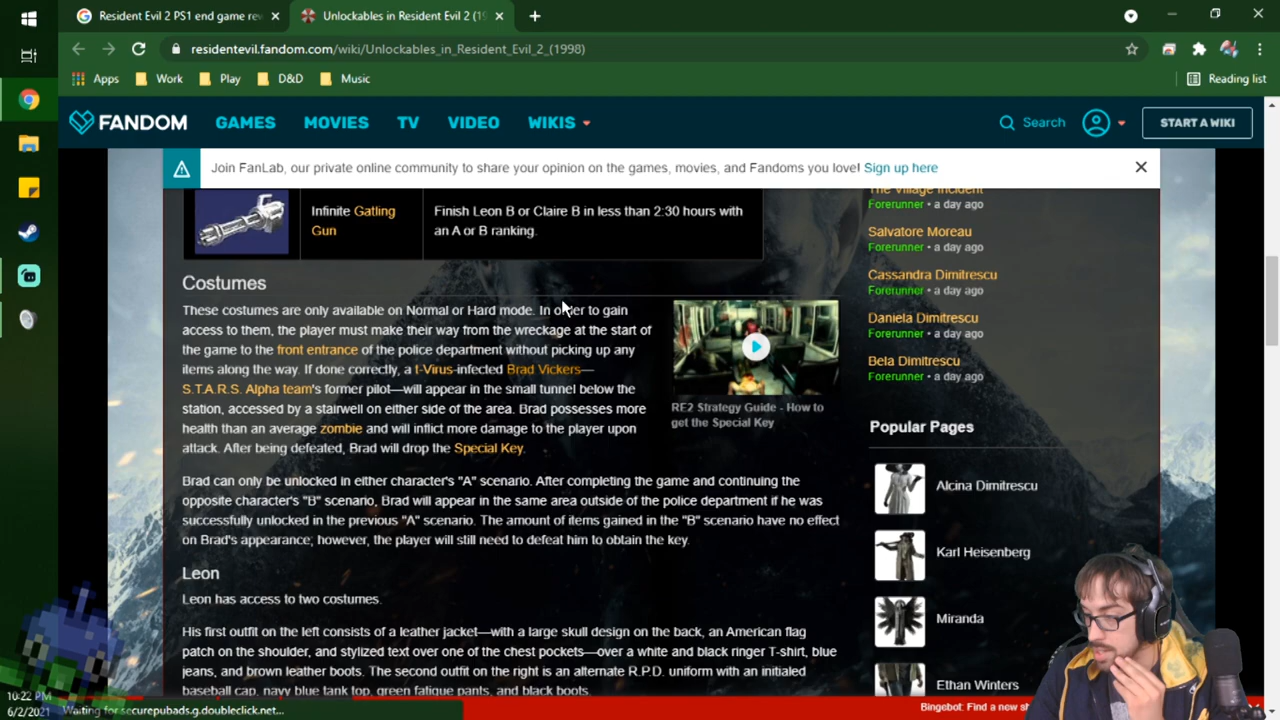 Resident Evil 2 PS1 end game re
Unlockables in Resident Evil 2 (19
residentevil.fandom.com/wiki/Unlockables_in_Resident_Evil_2_(1998)
Apps Work Play D&D Music Reading list
FANDOM GAMES MOVIES TV VIDEO WIKIS Search START A WIKI
Join FanLab, our private online community to share your opinion on the games, movies, and Fandoms you love! Sign up here
Infinite Gatling
Gun
Finish Leon B or Claire B in less than 2:30 hours with
an A or B ranking.
Costumes
These costumes are only available on Normal or Hard mode. In order to gain
access to them, the player must make their way from the wreckage at the start of
the game to the front entrance of the police department without picking up any
items along the way. If done correctly, a t-Virus-infected Brad Vickers—
S.T.A.R.S. Alpha team's former pilot—will appear in the small tunnel below the
station, accessed by a stairwell on either side of the area. Brad possesses more
health than an average zombie and will inflict more damage to the player upon
attack. After being defeated, Brad will drop the Special Key.
RE2 Strategy Guide - How to
get the Special Key
Brad can only be unlocked in either character's "A" scenario. After completing the game and continuing the
opposite character's "B" scenario, Brad will appear in the same area outside of the police department if he was
successfully unlocked in the previous "A" scenario. The amount of items gained in the "B" scenario have no effect
on Brad's appearance; however, the player will still need to defeat him to obtain the key.
Leon
Leon has access to two costumes.
His first outfit on the left consists of a leather jacket—with a large skull design on the back, an American flag
patch on the shoulder, and stylized text over one of the chest pockets—over a white and black ringer T-shirt, blue
jeans, and brown leather boots. The second outfit on the right is an alternate R.P.D. uniform with an initialed
baseball cap, navy blue tank top, green fatigue pants, and black boots.
The Village Incident
Forerunner • a day ago
Salvatore Moreau
Forerunner • a day ago
Cassandra Dimitrescu
Forerunner • a day ago
Daniela Dimitrescu
Forerunner • a day ago
Bela Dimitrescu
Forerunner • a day ago
Popular Pages
Alcina Dimitrescu
Karl Heisenberg
Miranda
Ethan Winters
10:22 PM
6/2/2021
Waiting for securepubads.g.doubleclick.net...
Bingebot: Find a new sh